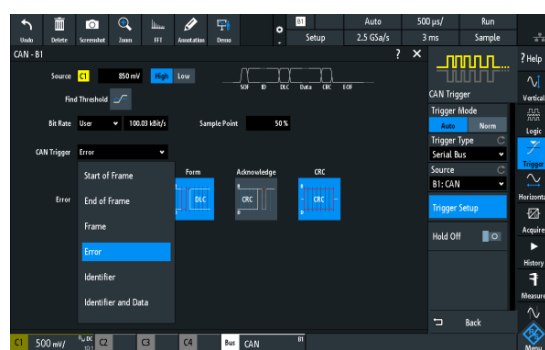 Undo Delete Screenshot Zoom FFT Annotation Demo B1 Setup Auto 500 µs/ Run
2.5 GSa/s 3 ms Sample
CAN - B1 ? ×
Source C1 850 mV High Low
SOF ID DLC Data CRC EOF
Find Threshold
Bit Rate User 100.03 kBit/s Sample Point 50 %
CAN Trigger Error
Start of Frame
End of Frame
Frame
Error
Identifier
Identifier and Data
Error
Form Acknowledge CRC
DLC CRC CRC
CAN Trigger
Trigger Mode
Auto Norm
Trigger Type
Serial Bus
Source
B1: CAN
Trigger Setup
Hold Off
Back
? Help
Vertical
Logic
Trigger
Horizonta
Acquire
History
Measure
Menu
C1 500 mV/ DC C2 C3 C4 Bus CAN B1